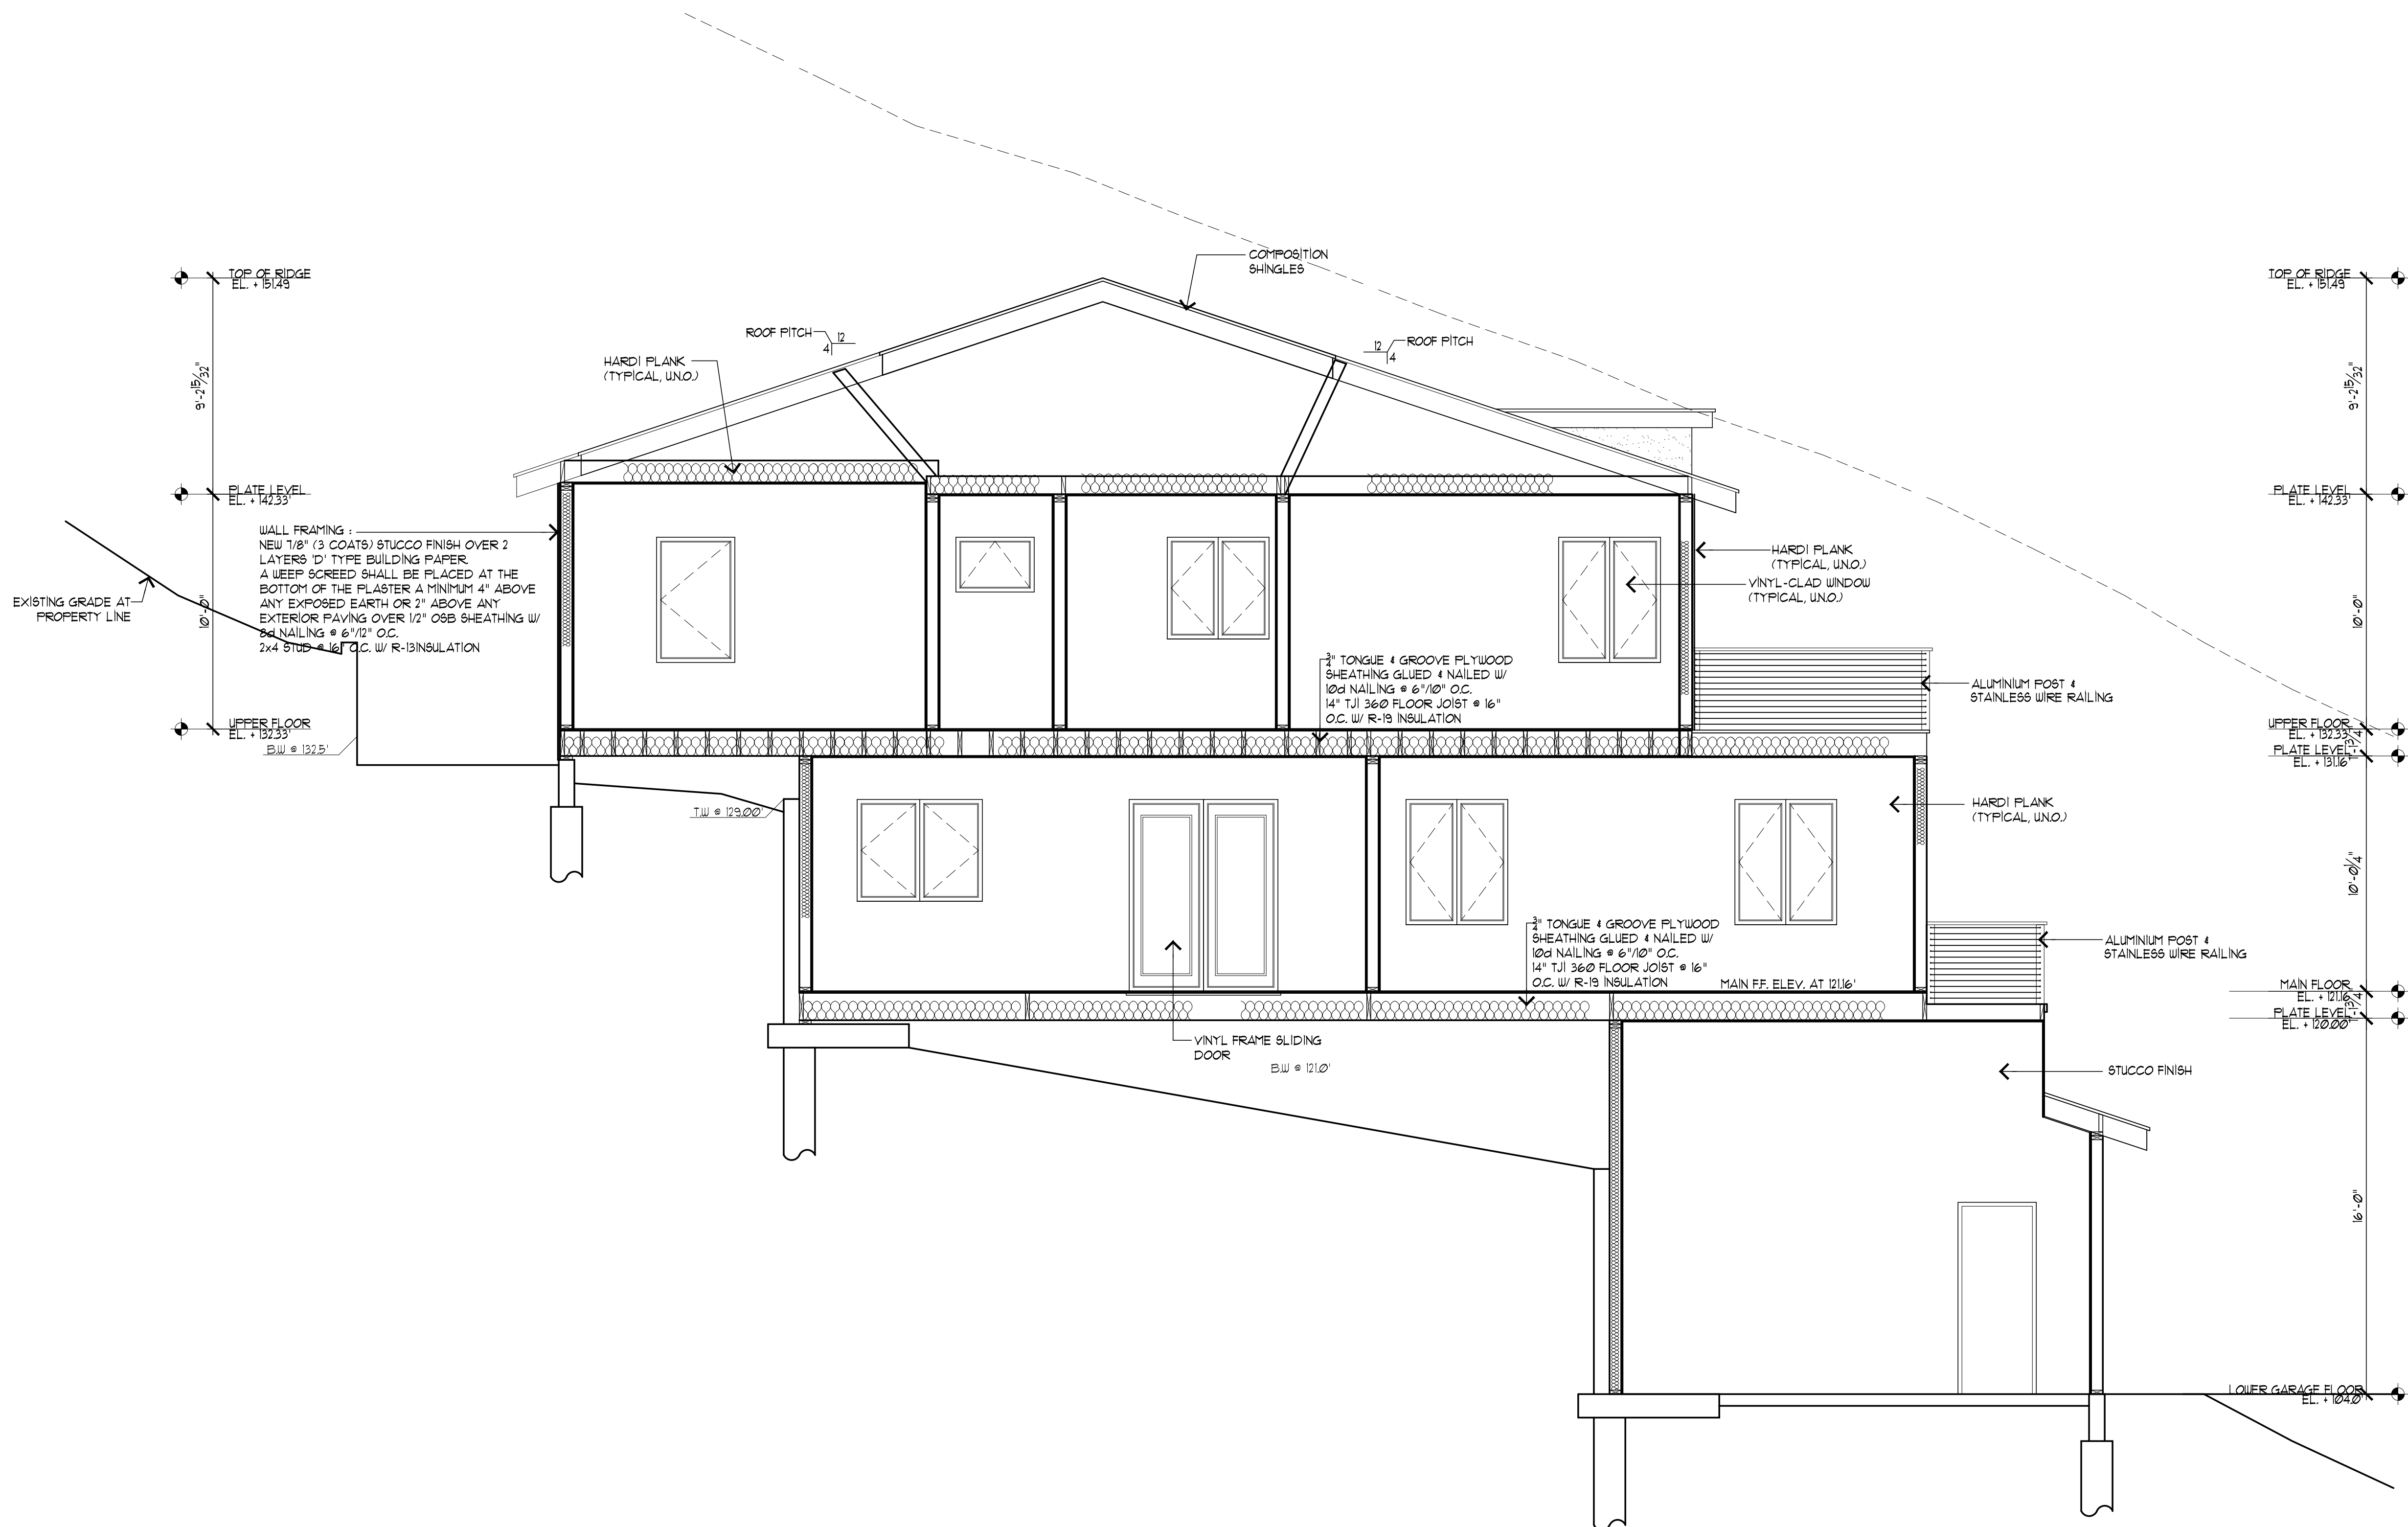 COMPOSITION
SHINGLES
TOP OF RIDGE
EL. + 151.49
TOP OF RIDGE
EL. + 151.49
ROOF PITCH
12
4
12
4
ROOF PITCH
HARDI PLANK
(TYPICAL, U.N.O.)
9'-2 15/32"
9'-2 15/32"
PLATE LEVEL
EL. + 142.33'
PLATE LEVEL
EL. + 142.33'
WALL FRAMING :
NEW 7/8" (3 COATS) STUCCO FINISH OVER 2
LAYERS 'D' TYPE BUILDING PAPER.
A WEEP SCREED SHALL BE PLACED AT THE
BOTTOM OF THE PLASTER A MINIMUM 4" ABOVE
ANY EXPOSED EARTH OR 2" ABOVE ANY
EXTERIOR PAVING OVER 1/2" OSB SHEATHING W/
8d NAILING @ 6"/12" O.C.
2x4 STUD @ 16" O.C. W/ R-13INSULATION
EXISTING GRADE AT
PROPERTY LINE
10'-0"
HARDI PLANK
(TYPICAL, U.N.O.)
VINYL-CLAD WINDOW
(TYPICAL, U.N.O.)
10'-0"
3/4" TONGUE & GROOVE PLYWOOD
SHEATHING GLUED & NAILED W/
10d NAILING @ 6"/10" O.C.
14" TJI 360 FLOOR JOIST @ 16"
O.C. W/ R-19 INSULATION
ALUMINIUM POST &
STAINLESS WIRE RAILING
UPPER FLOOR
EL. + 132.33'
B.W @ 132.5'
UPPER FLOOR
EL. + 132.33'
1'-1 3/4"
PLATE LEVEL
EL. + 131.16'
T.W @ 129.00'
HARDI PLANK
(TYPICAL, U.N.O.)
10'-0 1/4"
3/4" TONGUE & GROOVE PLYWOOD
SHEATHING GLUED & NAILED W/
10d NAILING @ 6"/10" O.C.
14" TJI 360 FLOOR JOIST @ 16"
O.C. W/ R-19 INSULATION
MAIN F.F. ELEV. AT 121.16'
ALUMINIUM POST &
STAINLESS WIRE RAILING
MAIN FLOOR
EL. + 121.16'
1'-1 3/4"
PLATE LEVEL
EL. + 120.00'
VINYL FRAME SLIDING
DOOR
B.W @ 121.0'
STUCCO FINISH
16'-0"
LOWER GARAGE FLOOR
EL. + 104.0'